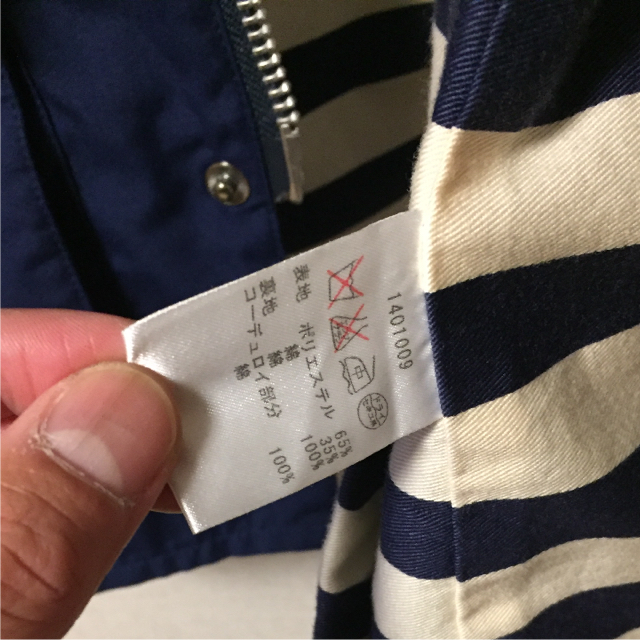 1401009
表地 ポリエステル 65%
綿 35%
裏地 綿 100%
コーデュロイ部分
綿 100%